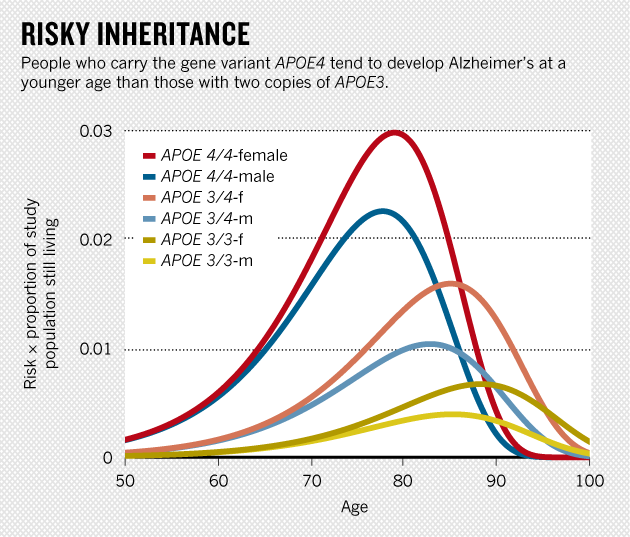 RISKY INHERITANCE
People who carry the gene variant APOE4 tend to develop Alzheimer's at a
younger age than those with two copies of APOE3.
Risk × proportion of study
population still living
0.03
0.02
0.01
0
APOE 4/4-female
APOE 4/4-male
APOE 3/4-f
APOE 3/4-m
APOE 3/3-f
APOE 3/3-m
50 60 70 80 90 100
Age